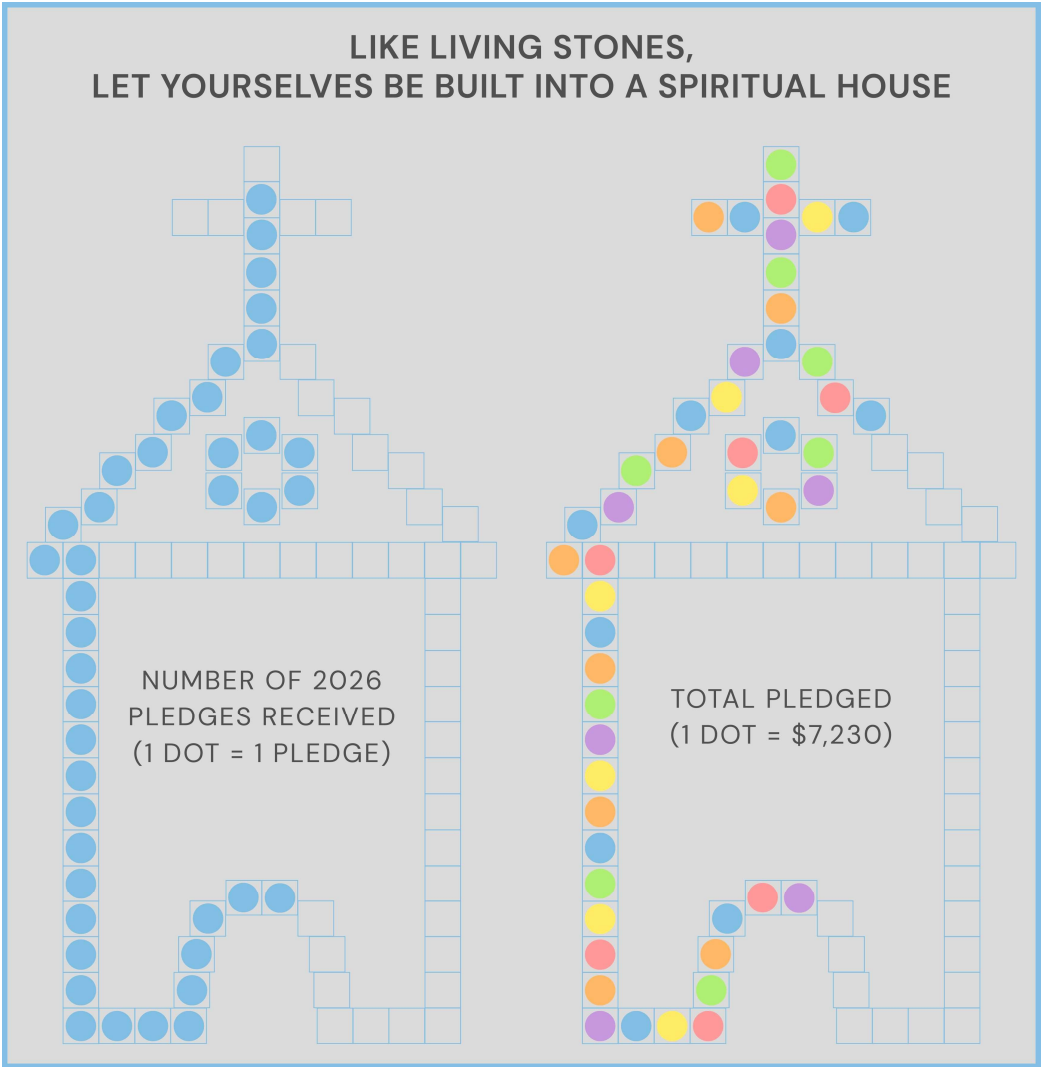 LIKE LIVING STONES,
LET YOURSELVES BE BUILT INTO A SPIRITUAL HOUSE
NUMBER OF 2026
PLEDGES RECEIVED
(1 DOT = 1 PLEDGE)
TOTAL PLEDGED
(1 DOT = $7,230)